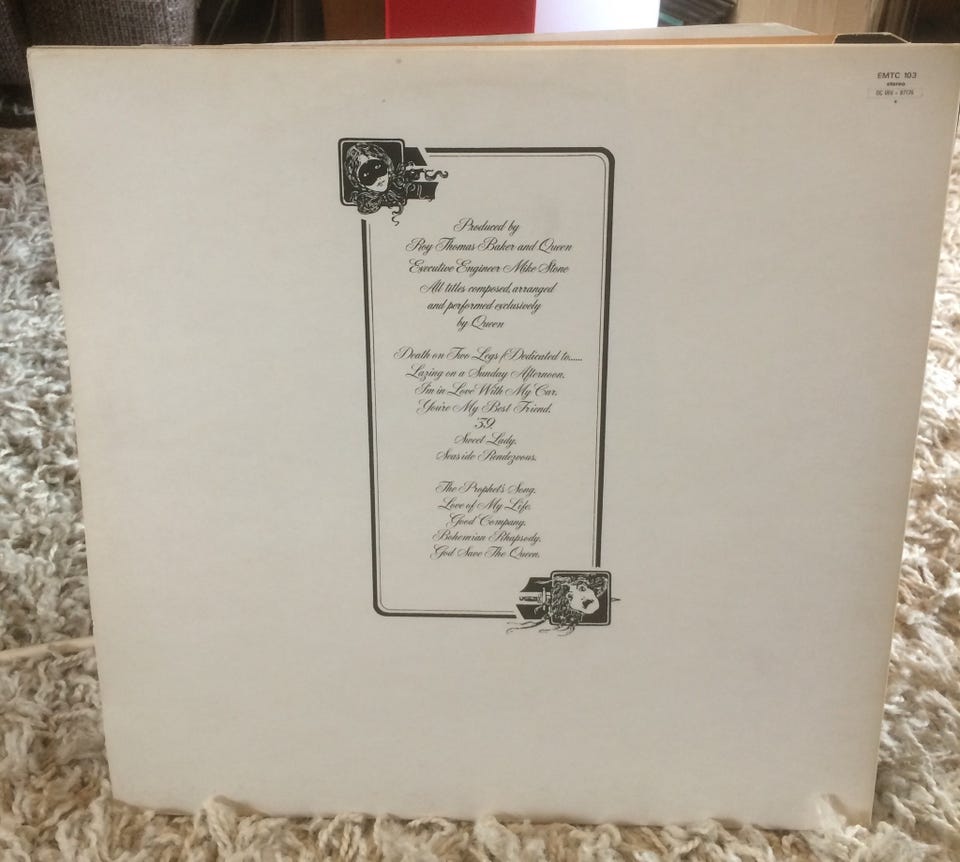 EMTC 103
stereo
OC 066 - 97176
Produced by
Roy Thomas Baker and Queen
Executive Engineer Mike Stone
All titles composed, arranged
and performed exclusively
by Queen
Death on Two Legs (Dedicated to......
Lazing on a Sunday Afternoon.
I'm in Love With My Car.
You're My Best Friend.
'39.
Sweet Lady.
Seaside Rendezvous.
The Prophet's Song.
Love of My Life.
Good Company.
Bohemian Rhapsody.
God Save The Queen.